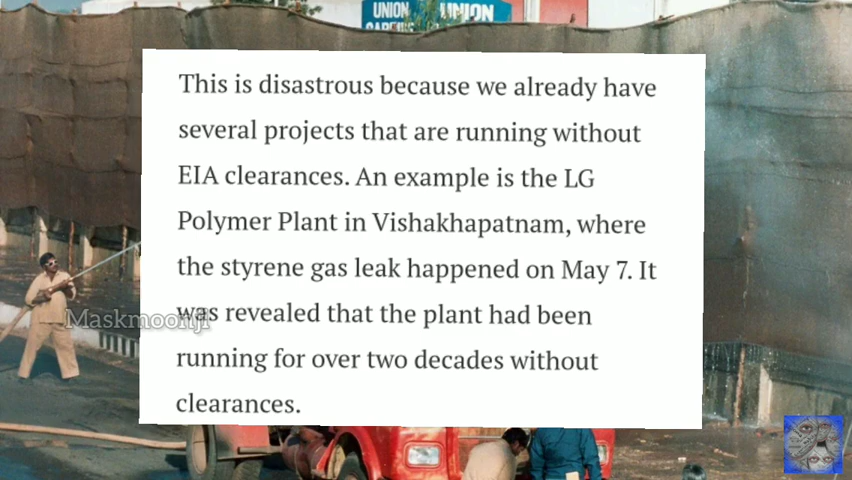 UNION UNION
This is disastrous because we already have
several projects that are running without
EIA clearances. An example is the LG
Polymer Plant in Vishakhapatnam, where
the styrene gas leak happened on May 7. It
was revealed that the plant had been
running for over two decades without
clearances.
Maskmoonji